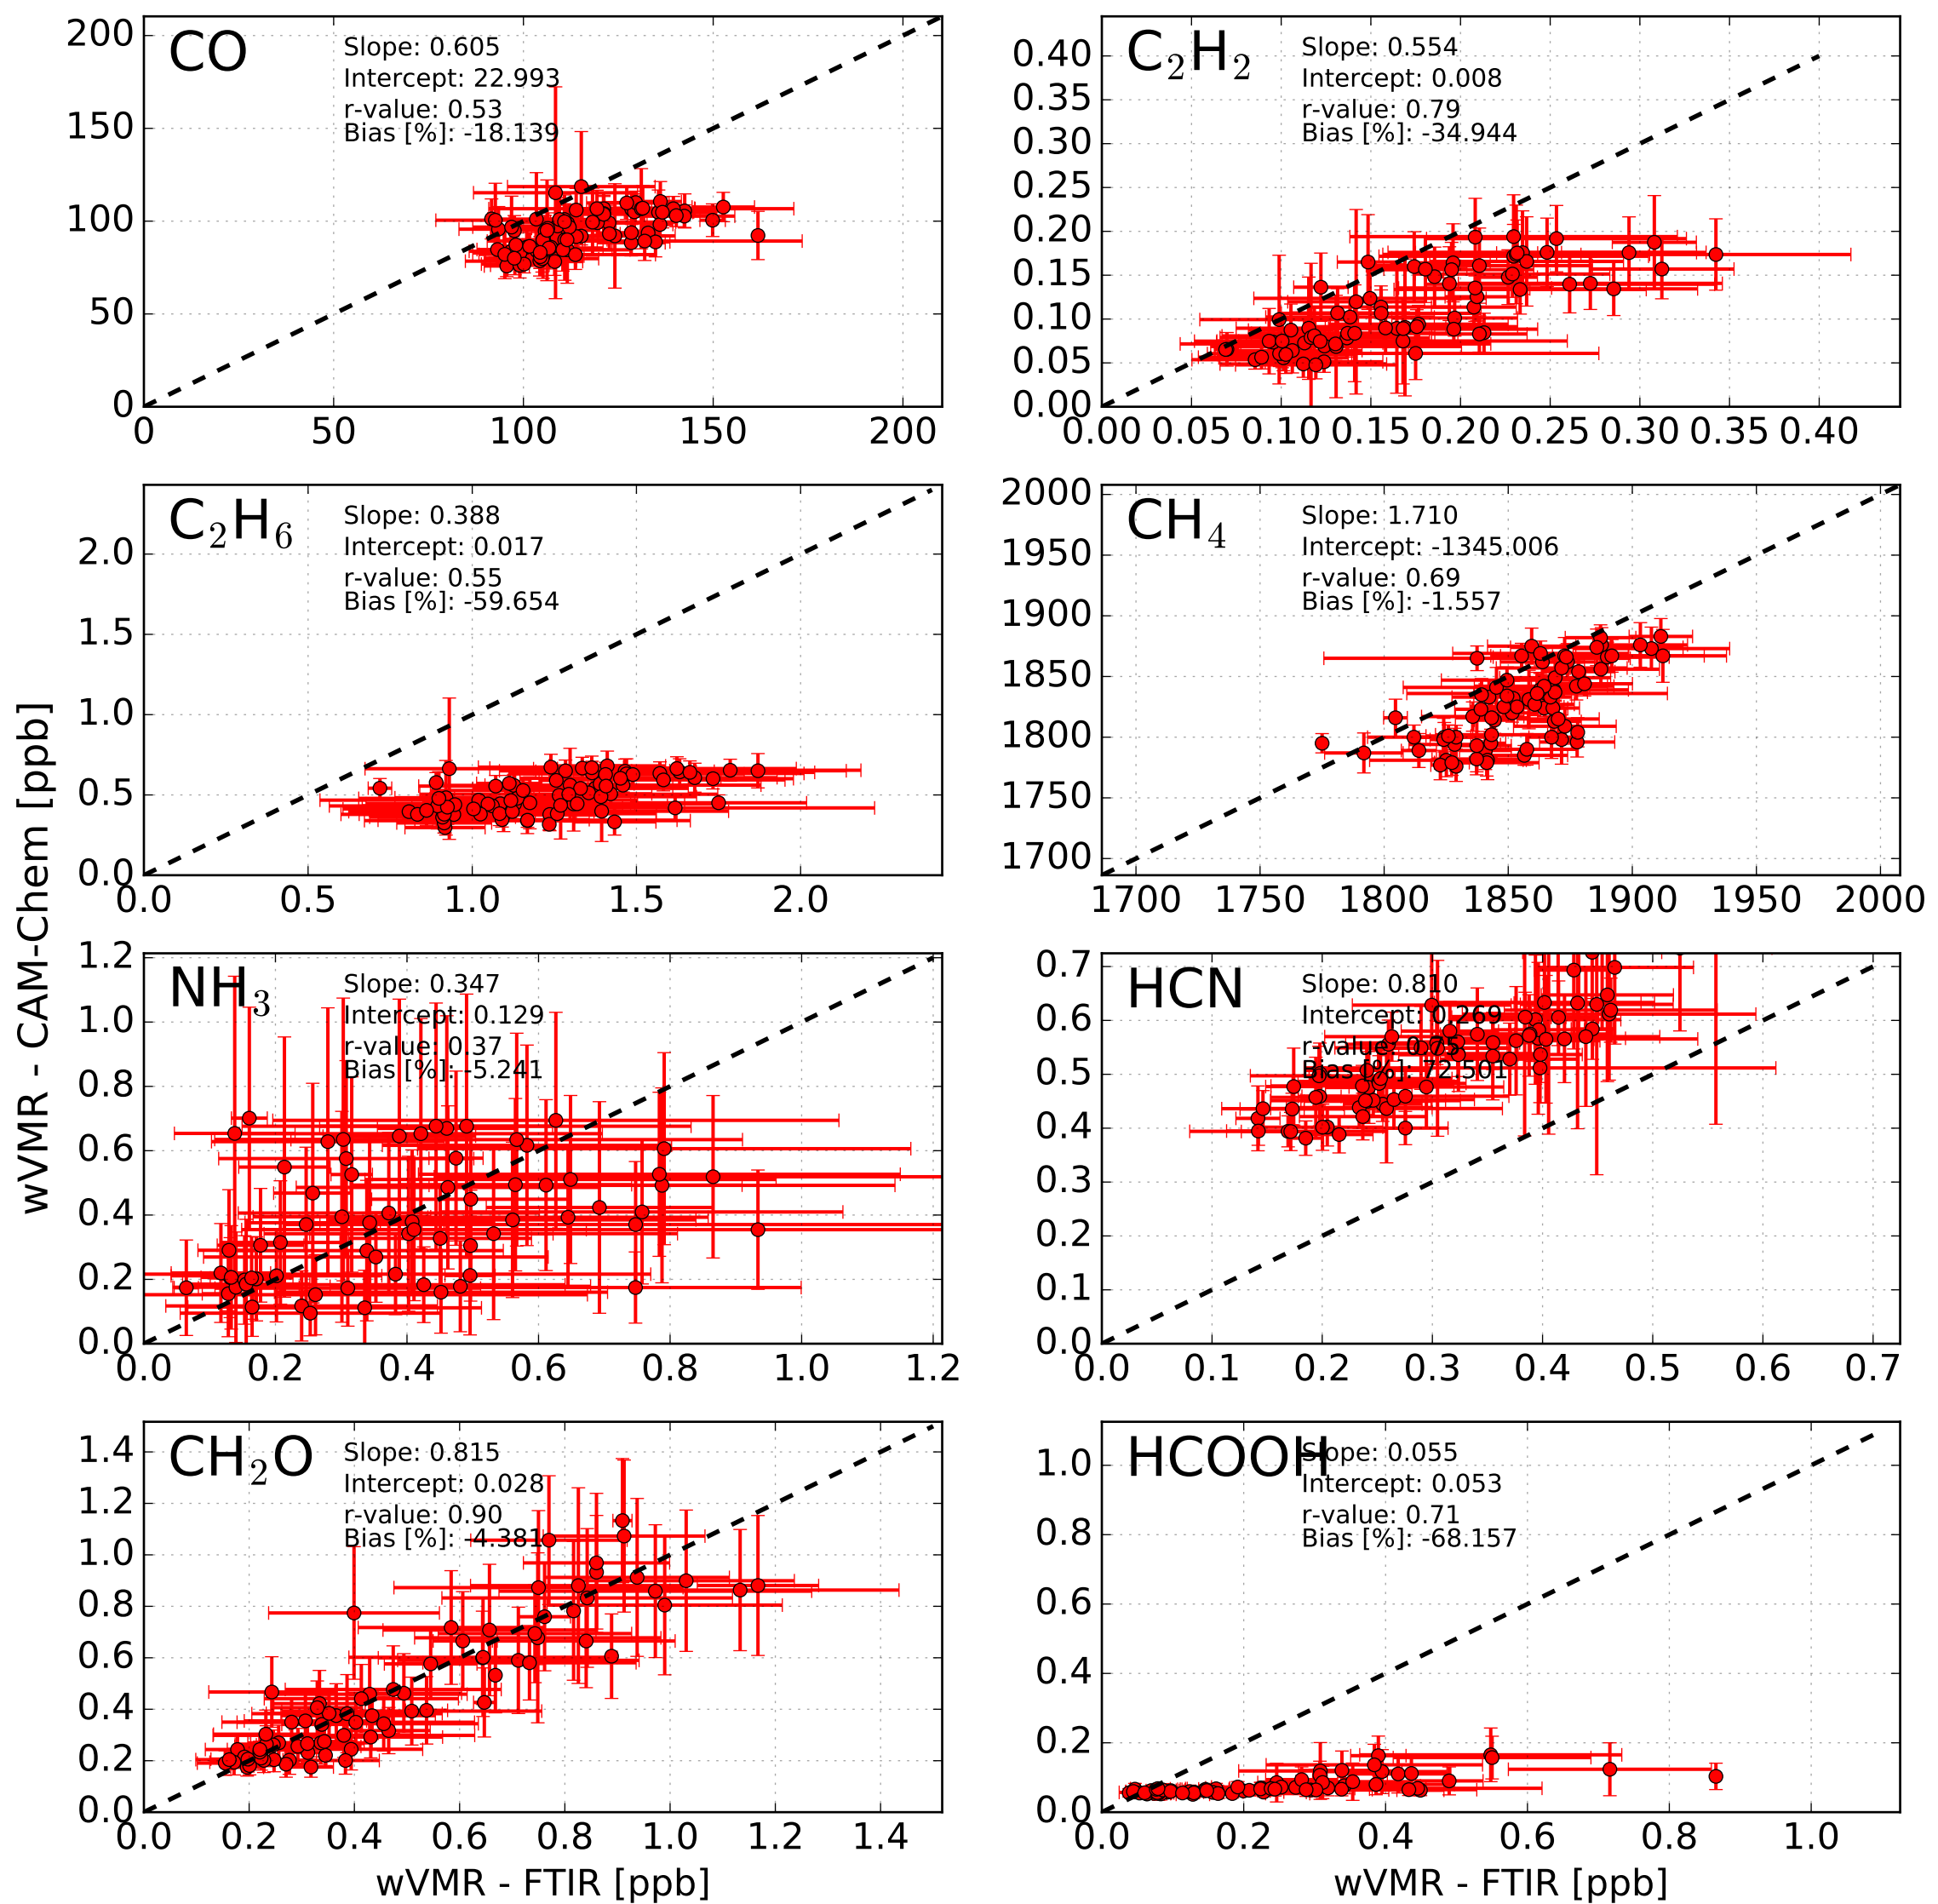 wVMR - CAM-Chem [ppb]
CO
Slope: 0.605
Intercept: 22.993
r-value: 0.53
Bias [%]: -18.139
200
150
100
50
0
0 50 100 150 200
C2H2
Slope: 0.554
Intercept: 0.008
r-value: 0.79
Bias [%]: -34.944
0.40
0.35
0.30
0.25
0.20
0.15
0.10
0.05
0.00
0.00 0.05 0.10 0.15 0.20 0.25 0.30 0.35 0.40
C2H6
Slope: 0.388
Intercept: 0.017
r-value: 0.55
Bias [%]: -59.654
2.0
1.5
1.0
0.5
0.0
0.0 0.5 1.0 1.5 2.0
CH4
Slope: 1.710
Intercept: -1345.006
r-value: 0.69
Bias [%]: -1.557
2000
1950
1900
1850
1800
1750
1700
1700 1750 1800 1850 1900 1950 2000
NH3
Slope: 0.347
Intercept: 0.129
r-value: 0.37
Bias [%]: -5.241
1.2
1.0
0.8
0.6
0.4
0.2
0.0
0.0 0.2 0.4 0.6 0.8 1.0 1.2
HCN
Slope: 0.810
Intercept: 0.269
r-value: 0.75
Bias [%]: 72.501
0.7
0.6
0.5
0.4
0.3
0.2
0.1
0.0
0.0 0.1 0.2 0.3 0.4 0.5 0.6 0.7
CH2O
Slope: 0.815
Intercept: 0.028
r-value: 0.90
Bias [%]: -4.381
1.4
1.2
1.0
0.8
0.6
0.4
0.2
0.0
0.0 0.2 0.4 0.6 0.8 1.0 1.2 1.4
wVMR - FTIR [ppb]
HCOOH
Slope: 0.055
Intercept: 0.053
r-value: 0.71
Bias [%]: -68.157
1.0
0.8
0.6
0.4
0.2
0.0
0.0 0.2 0.4 0.6 0.8 1.0
wVMR - FTIR [ppb]